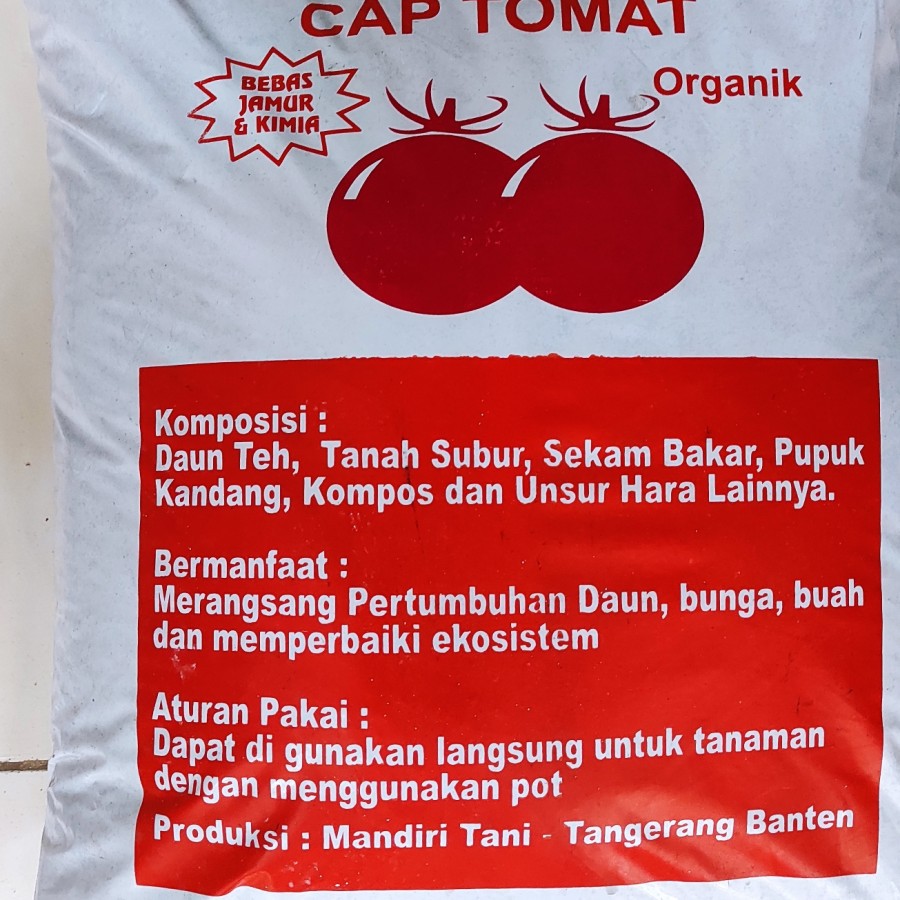 CAP TOMAT
BEBAS
JAMUR
& KIMIA
Organik
Komposisi :
Daun Teh, Tanah Subur, Sekam Bakar, Pupuk
Kandang, Kompos dan Unsur Hara Lainnya.
Bermanfaat :
Merangsang Pertumbuhan Daun, bunga, buah
dan memperbaiki ekosistem
Aturan Pakai :
Dapat di gunakan langsung untuk tanaman
dengan menggunakan pot
Produksi : Mandiri Tani - Tangerang Banten